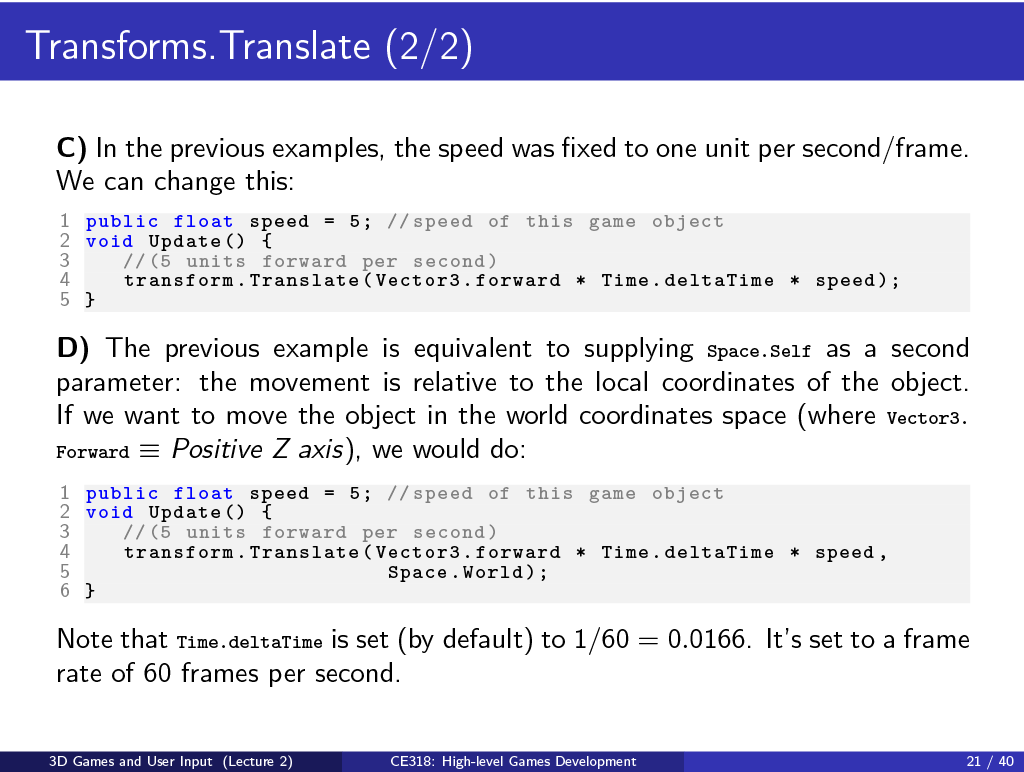 Transforms.Translate (2/2)
C) In the previous examples, the speed was fixed to one unit per second/frame.
We can change this:
1 public float speed = 5; //speed of this game object
2 void Update() {
3 //(5 units forward per second)
4 transform.Translate(Vector3.forward * Time.deltaTime * speed);
5 }
D) The previous example is equivalent to supplying Space.Self as a second
parameter: the movement is relative to the local coordinates of the object.
If we want to move the object in the world coordinates space (where Vector3.
Forward ≡ Positive Z axis), we would do:
1 public float speed = 5; //speed of this game object
2 void Update() {
3 //(5 units forward per second)
4 transform.Translate(Vector3.forward * Time.deltaTime * speed,
5 Space.World);
6 }
Note that Time.deltaTime is set (by default) to 1/60 = 0.0166. It's set to a frame
rate of 60 frames per second.
3D Games and User Input (Lecture 2) CE318: High-level Games Development 21 / 40